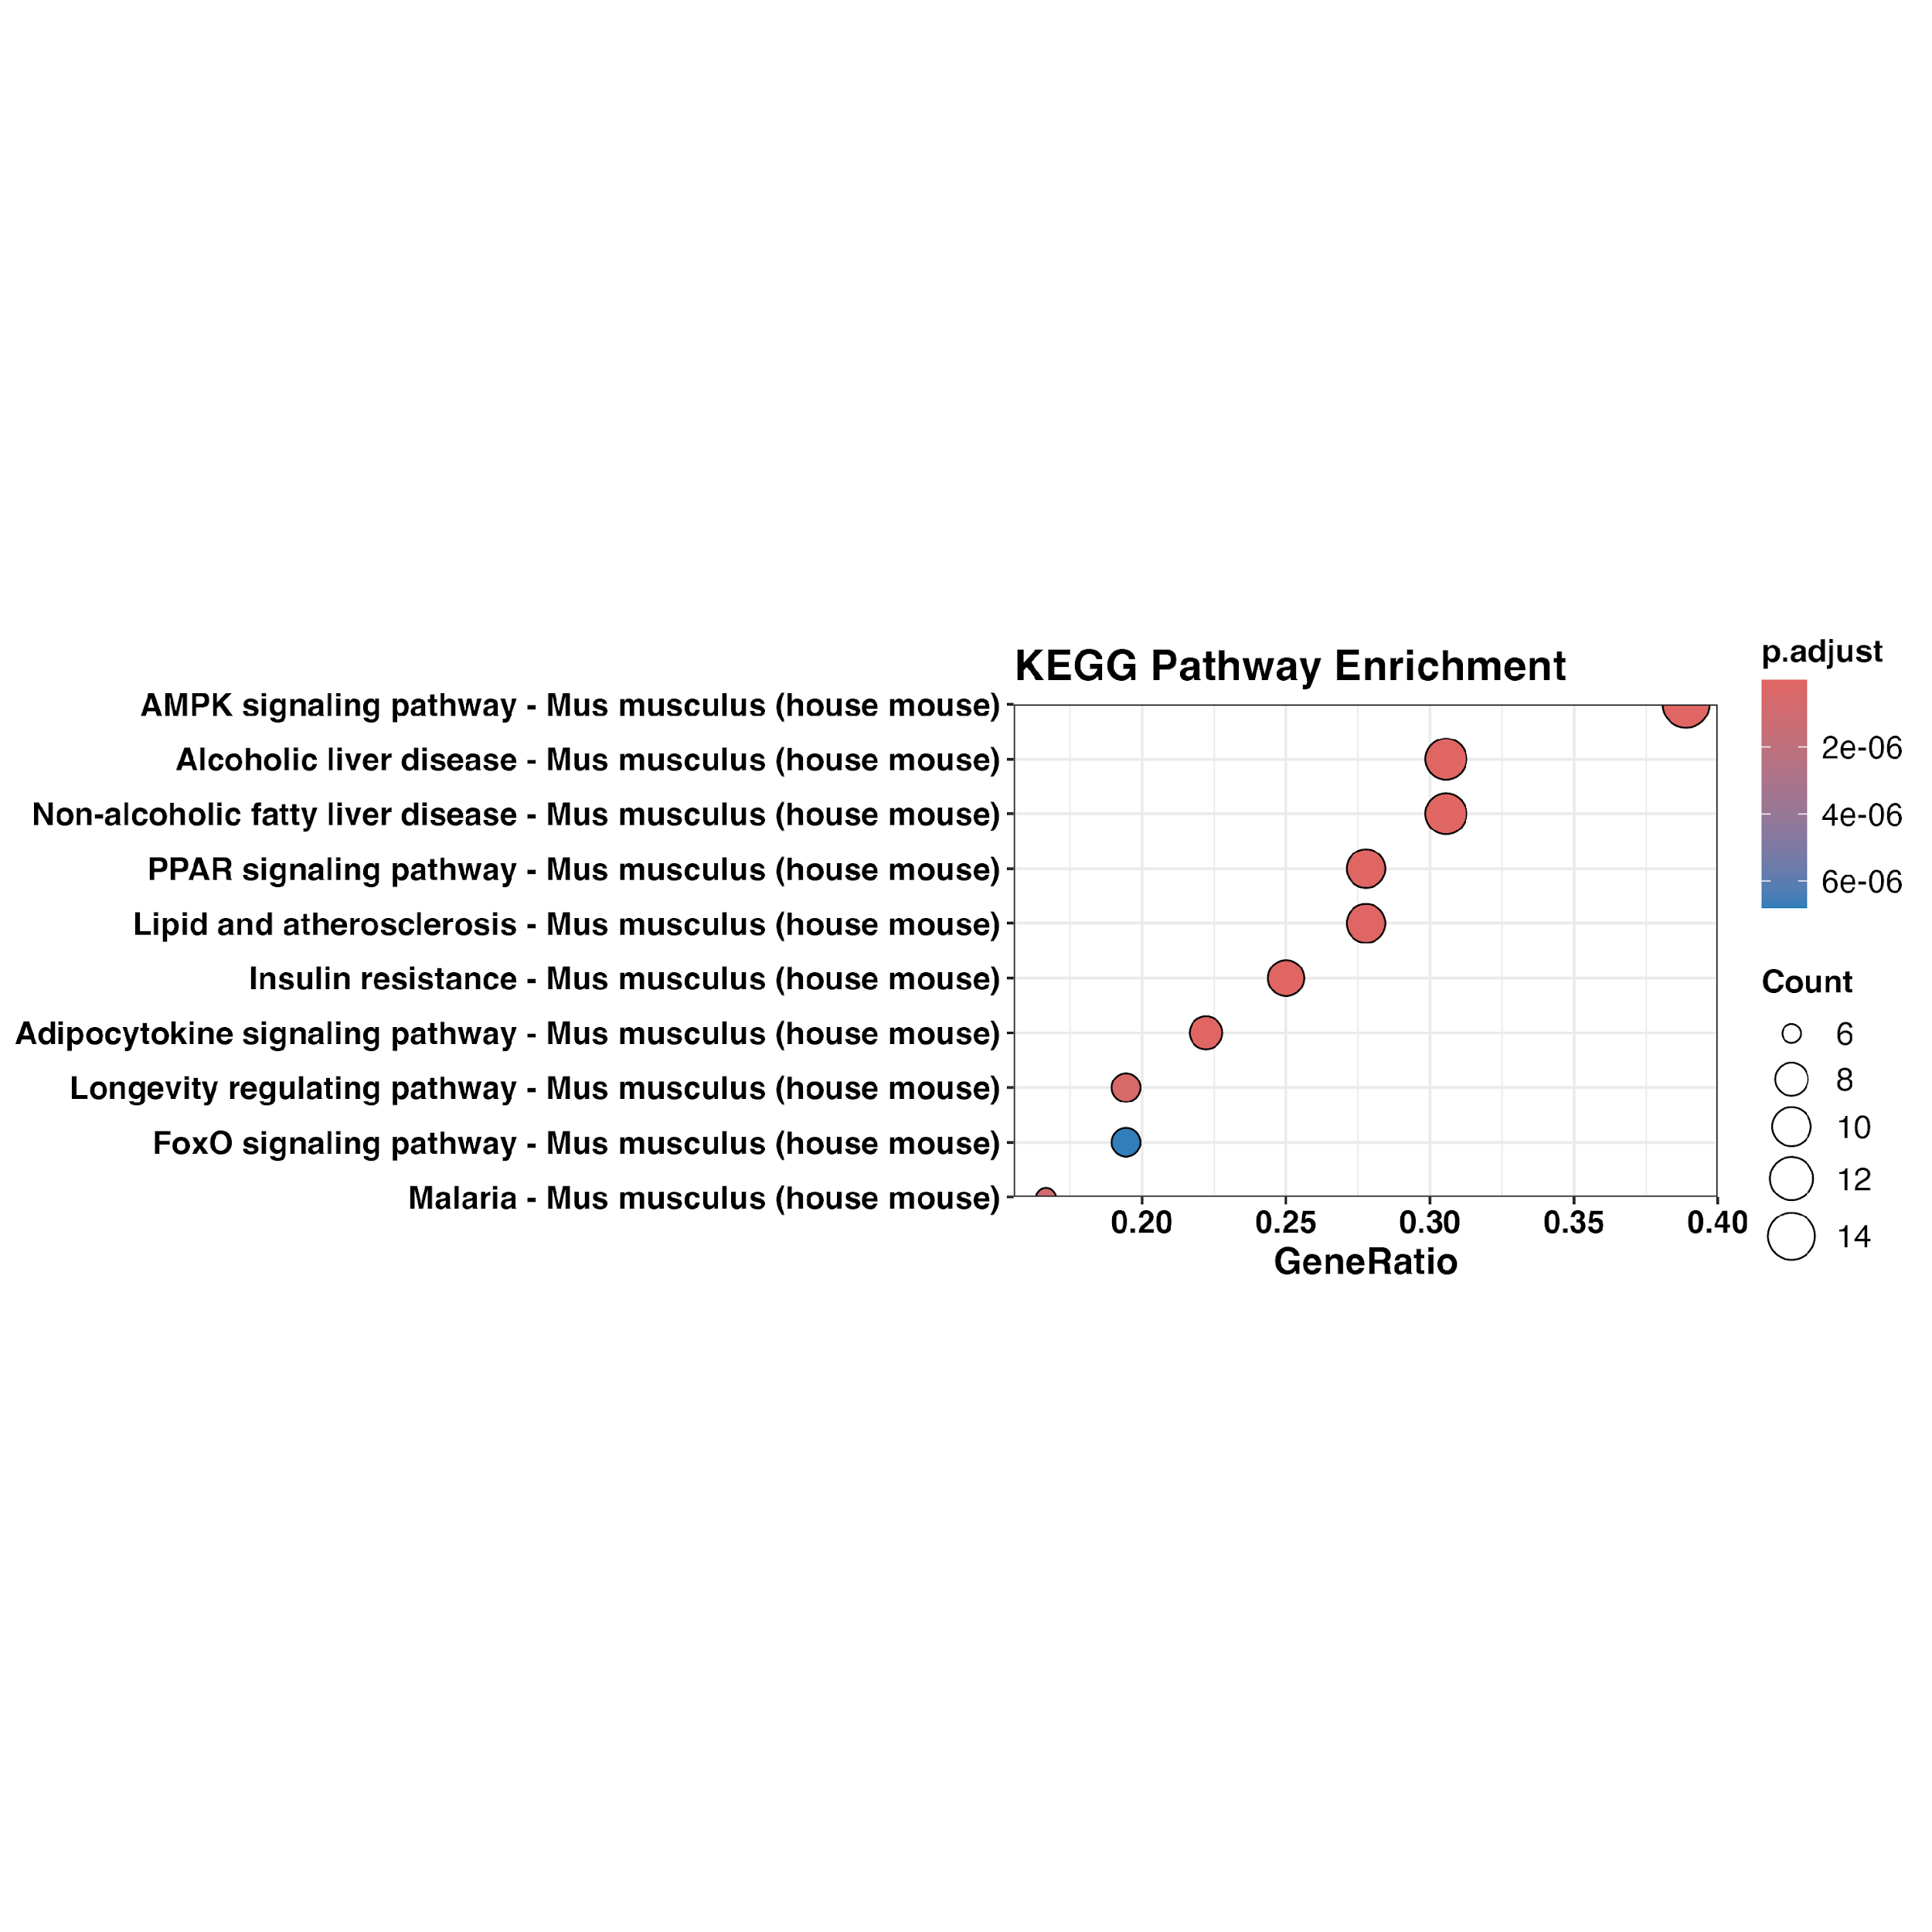 KEGG Pathway Enrichment
AMPK signaling pathway - Mus musculus (house mouse)
Alcoholic liver disease - Mus musculus (house mouse)
Non-alcoholic fatty liver disease - Mus musculus (house mouse)
PPAR signaling pathway - Mus musculus (house mouse)
Lipid and atherosclerosis - Mus musculus (house mouse)
Insulin resistance - Mus musculus (house mouse)
Adipocytokine signaling pathway - Mus musculus (house mouse)
Longevity regulating pathway - Mus musculus (house mouse)
FoxO signaling pathway - Mus musculus (house mouse)
Malaria - Mus musculus (house mouse)
0.20 0.25 0.30 0.35 0.40
GeneRatio
p.adjust
2e-06
4e-06
6e-06
Count
6
8
10
12
14